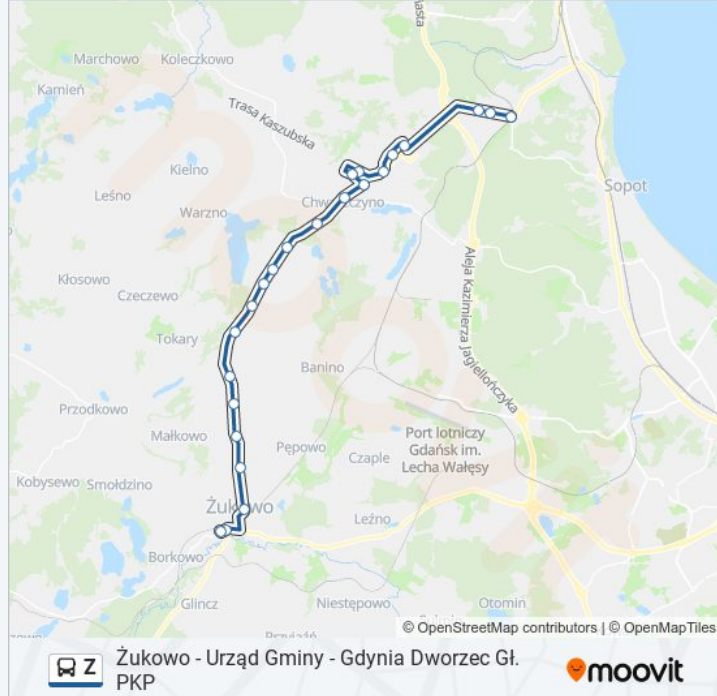 Marchowo
Koleczkowo
Kamień
Trasa Kaszubska
Kielno
Leśno
Sopot
Warzno
Kłosowo
Czeczewo
Aleja Kazimierza Jagiellończyka
Tokary
Banino
Przodkowo
Małkowo
Port lotniczy
Gdańsk im.
Lecha Wałęsy
Pępowo
Czaple
Kobysewo
Smołdzino
Żukowo
Leźno
Borkowo
Glincz
Niestępowo
Otomin
© OpenStreetMap contributors | © OpenMapTiles
Z
Żukowo - Urząd Gminy - Gdynia Dworzec Gł.
PKP
moovit